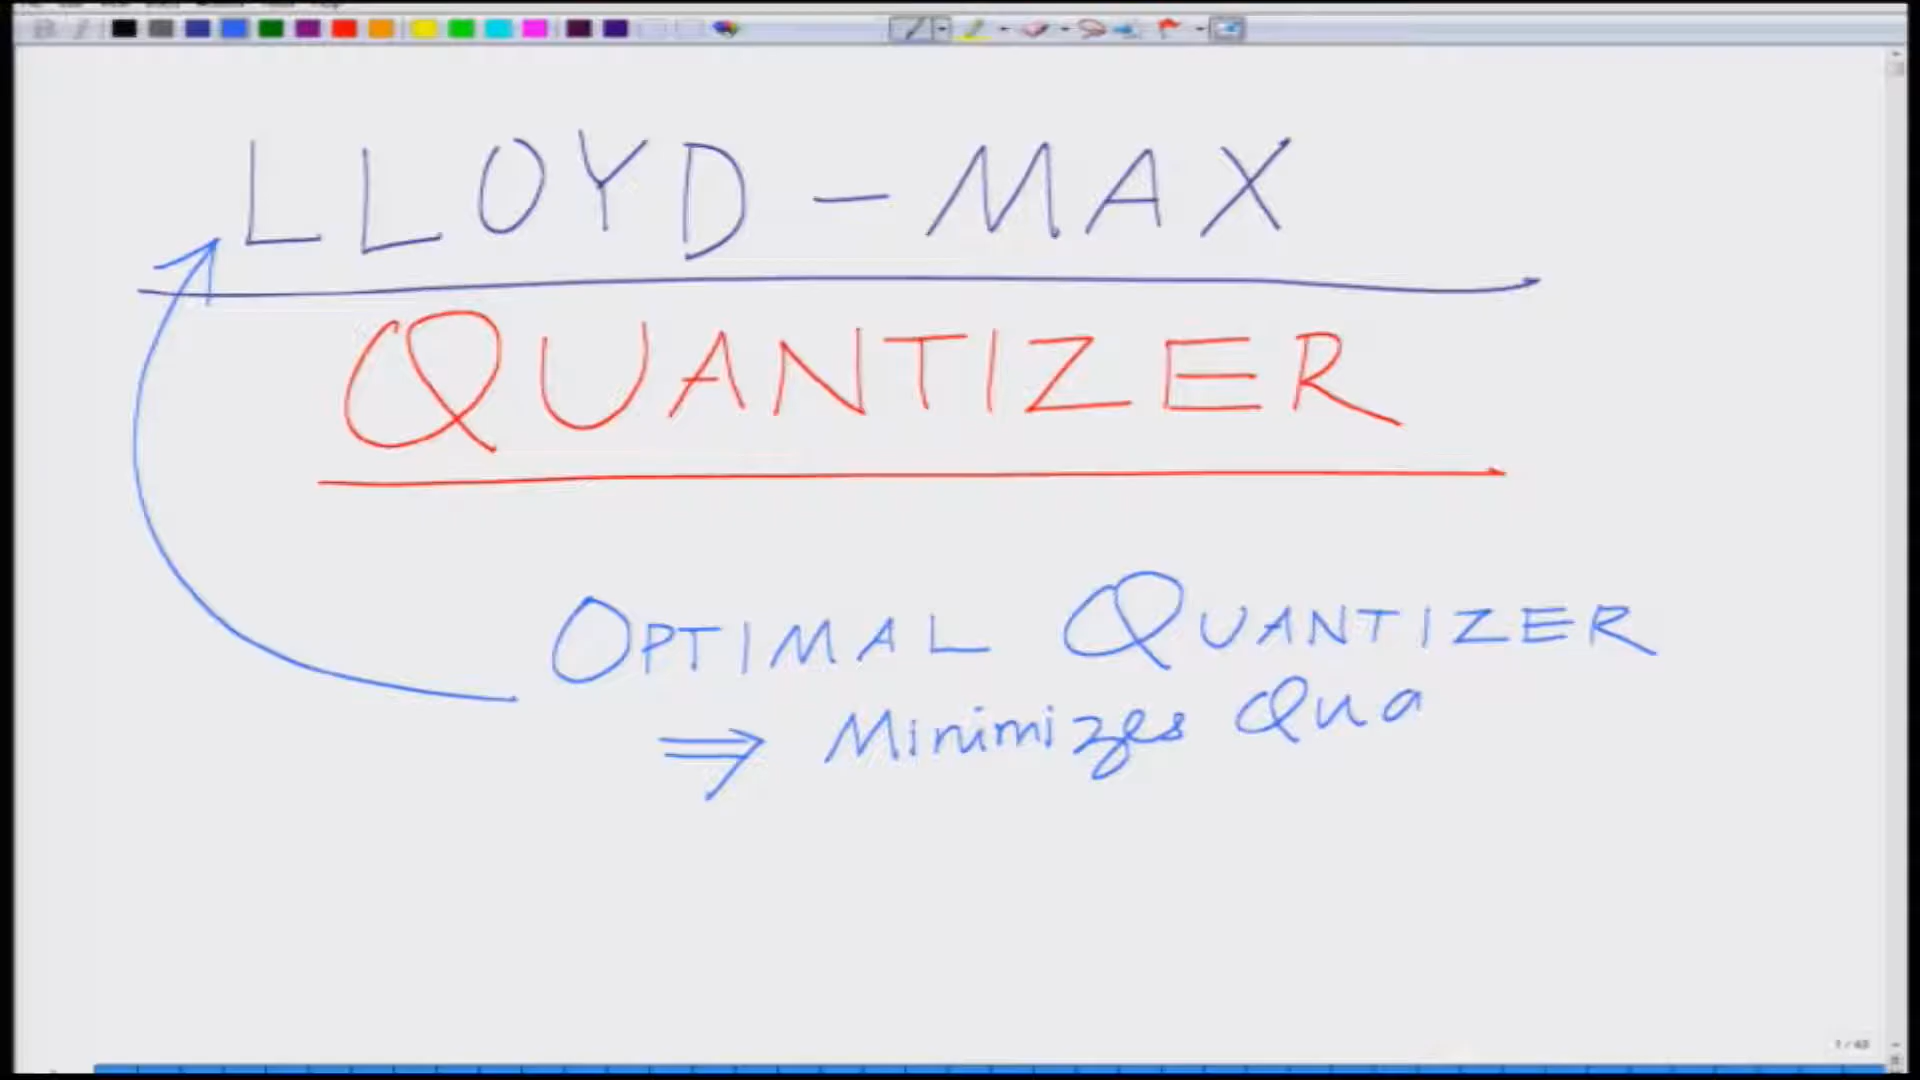 LLOYD - MAX
QUANTIZER
OPTIMAL QUANTIZER
⇒ Minimizes Qua